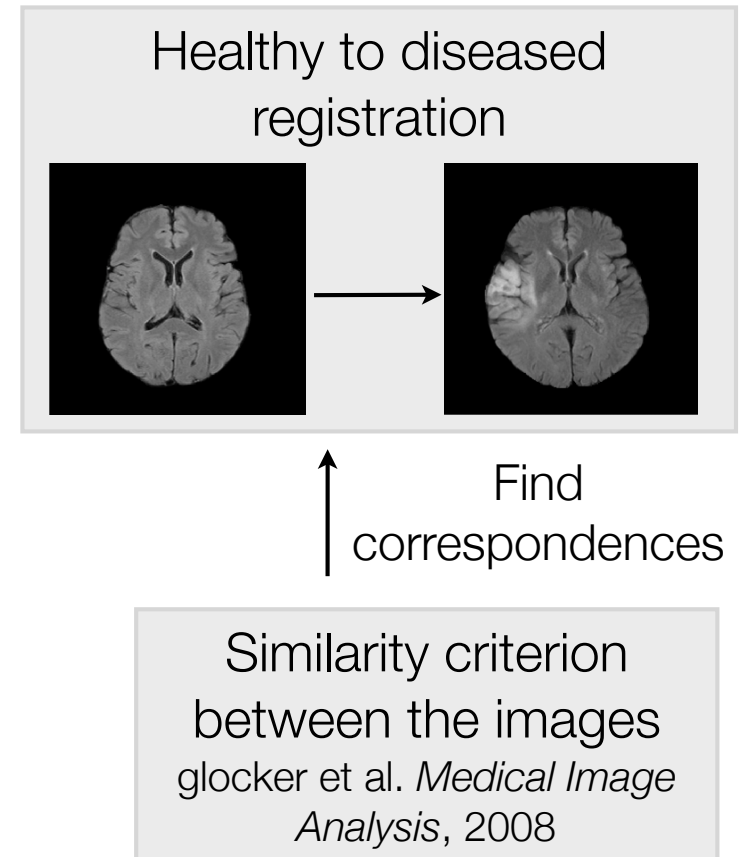 Healthy to diseased
registration
Find
correspondences
Similarity criterion
between the images
glocker et al. Medical Image
Analysis, 2008